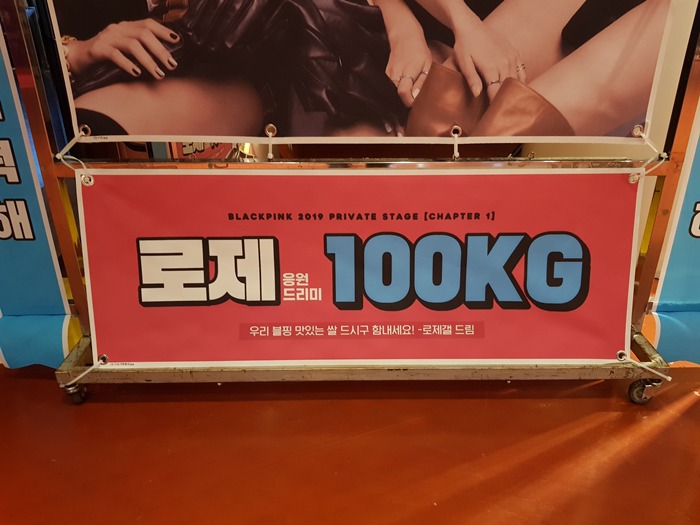 BLACKPINK 2019 PRIVATE STAGE [CHAPTER 1]
로제 응원 드리미 100KG
우리 블핑 맛있는 쌀 드시구 힘내세요! -로제갤 드림
해